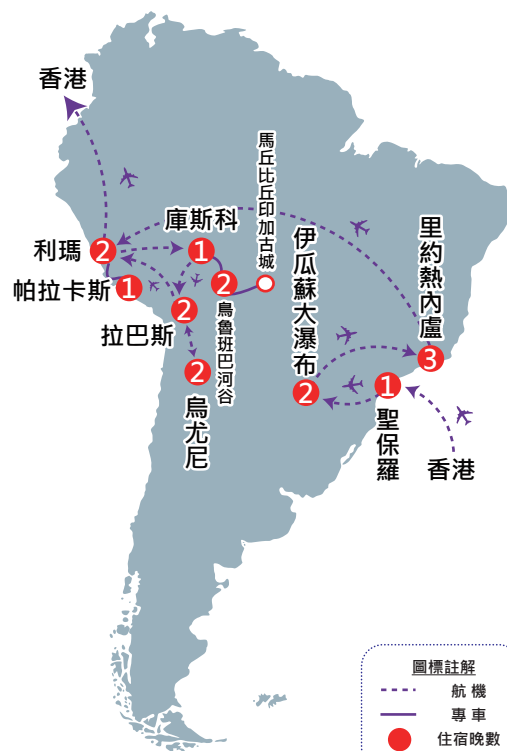 香港
利瑪
2
帕拉卡斯
1
庫斯科
1
馬丘比丘印加古城
2
烏魯班巴河谷
拉巴斯
2
2
烏尤尼
伊瓜蘇大瀑布
2
里約熱內盧
3
1
聖保羅
香港
圖標註解
航機
專車
住宿晚數